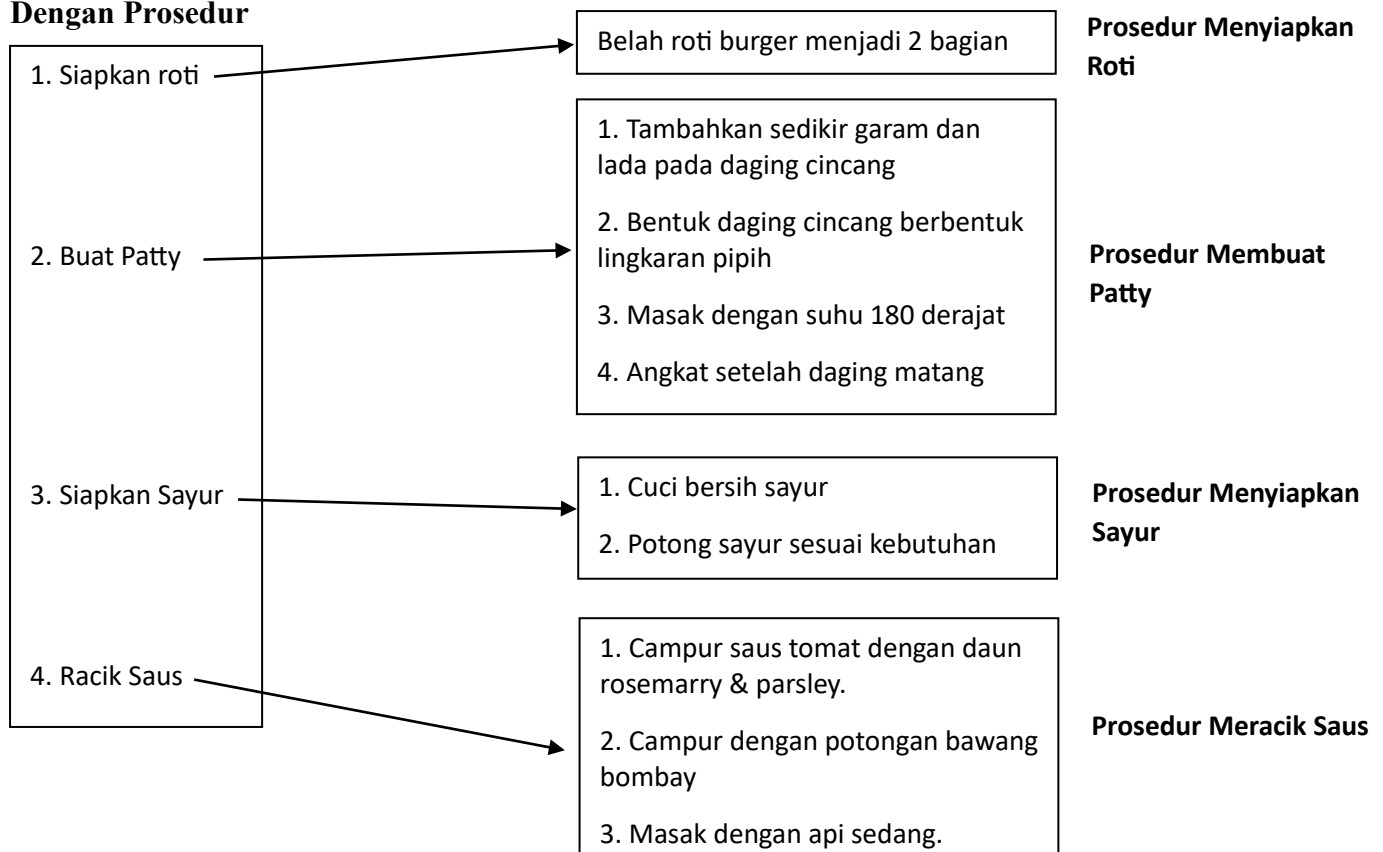 Dengan Prosedur
1. Siapkan roti
2. Buat Patty
3. Siapkan Sayur
4. Racik Saus
Belah roti burger menjadi 2 bagian
Prosedur Menyiapkan
Roti
1. Tambahkan sedikir garam dan
lada pada daging cincang
2. Bentuk daging cincang berbentuk
lingkaran pipih
3. Masak dengan suhu 180 derajat
4. Angkat setelah daging matang
Prosedur Membuat
Patty
1. Cuci bersih sayur
2. Potong sayur sesuai kebutuhan
Prosedur Menyiapkan
Sayur
1. Campur saus tomat dengan daun
rosemarry & parsley.
2. Campur dengan potongan bawang
bombay
3. Masak dengan api sedang.
Prosedur Meracik Saus